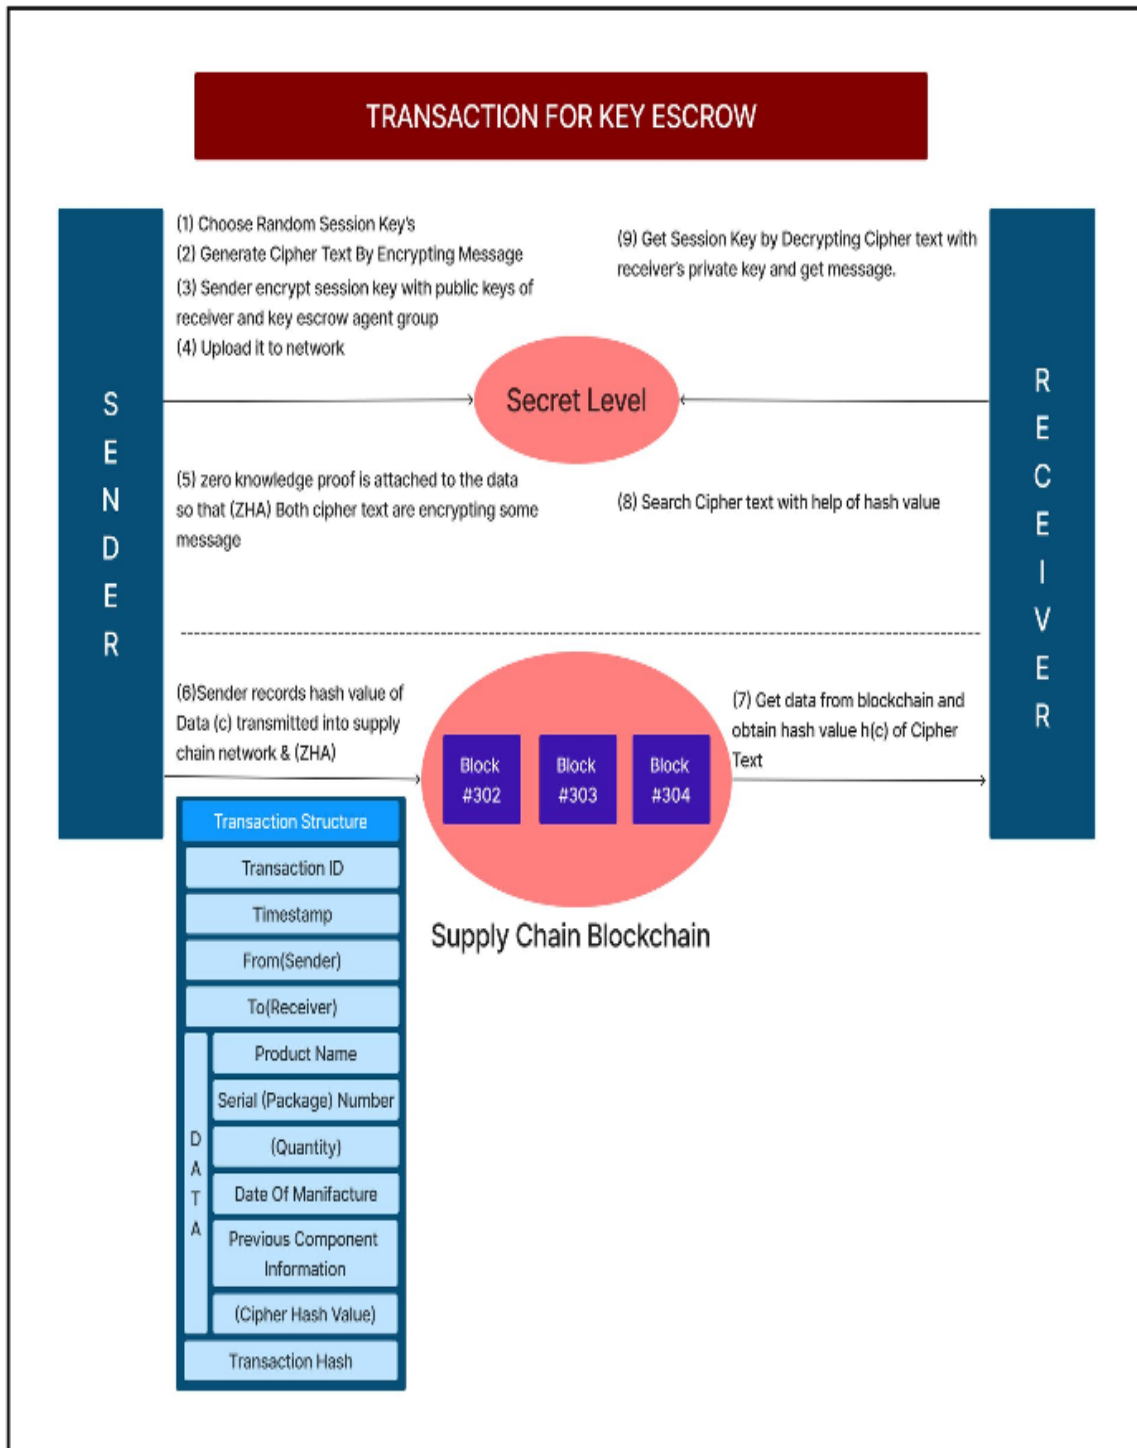 TRANSACTION FOR KEY ESCROW
SENDER
(1) Choose Random Session Key's
(2) Generate Cipher Text By Encrypting Message
(3) Sender encrypt session key with public keys of
receiver and key escrow agent group
(4) Upload it to network
(9) Get Session Key by Decrypting Cipher text with
receiver's private key and get message.
Secret Level
RECEIVER
(5) zero knowledge proof is attached to the data
so that (ZHA) Both cipher text are encrypting some
message
(8) Search Cipher text with help of hash value
(6)Sender records hash value of
Data (c) transmitted into supply
chain network & (ZHA)
Block
#302
Block
#303
Block
#304
(7) Get data from blockchain and
obtain hash value h(c) of Cipher
Text
Supply Chain Blockchain
Transaction Structure
Transaction ID
Timestamp
From(Sender)
To(Receiver)
DATA
Product Name
Serial (Package) Number
(Quantity)
Date Of Manifacture
Previous Component
Information
(Cipher Hash Value)
Transaction Hash